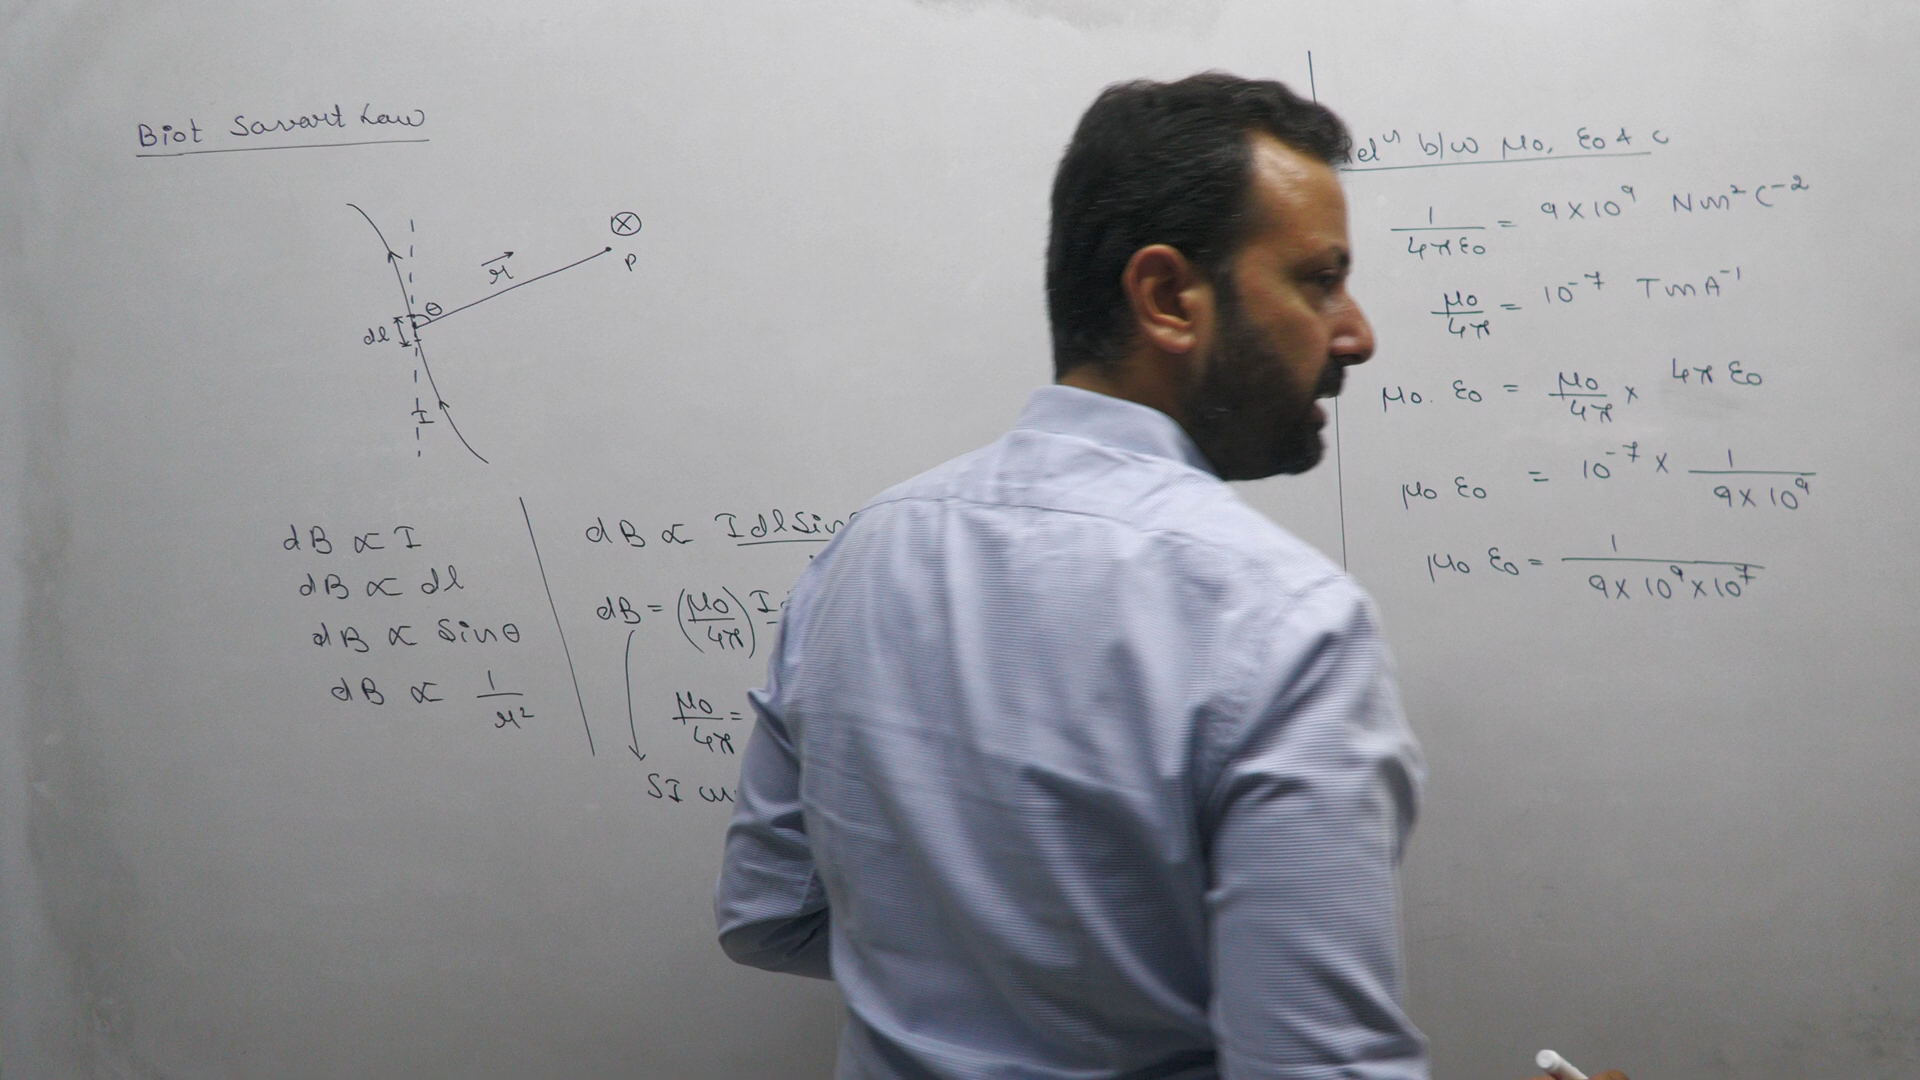 Biot Savart Law
⊗
r⃗
P
θ
dl
I
dB ∝ I
dB ∝ dl
dB ∝ Sinθ
dB ∝ 1/r²
dB ∝ Idl Sin
dB = (μ0/4π) I
μ0/4π =
SI
Relⁿ b/w μ0, ε0 & c
1/4πε0 = 9×10⁹ Nm²C⁻²
μ0/4π = 10⁻⁷ TmA⁻¹
μ0. ε0 = μ0/4π × 4πε0
μ0 ε0 = 10⁻⁷ × 1/9×10⁹
μ0 ε0 = 1/9×10⁹×10⁷